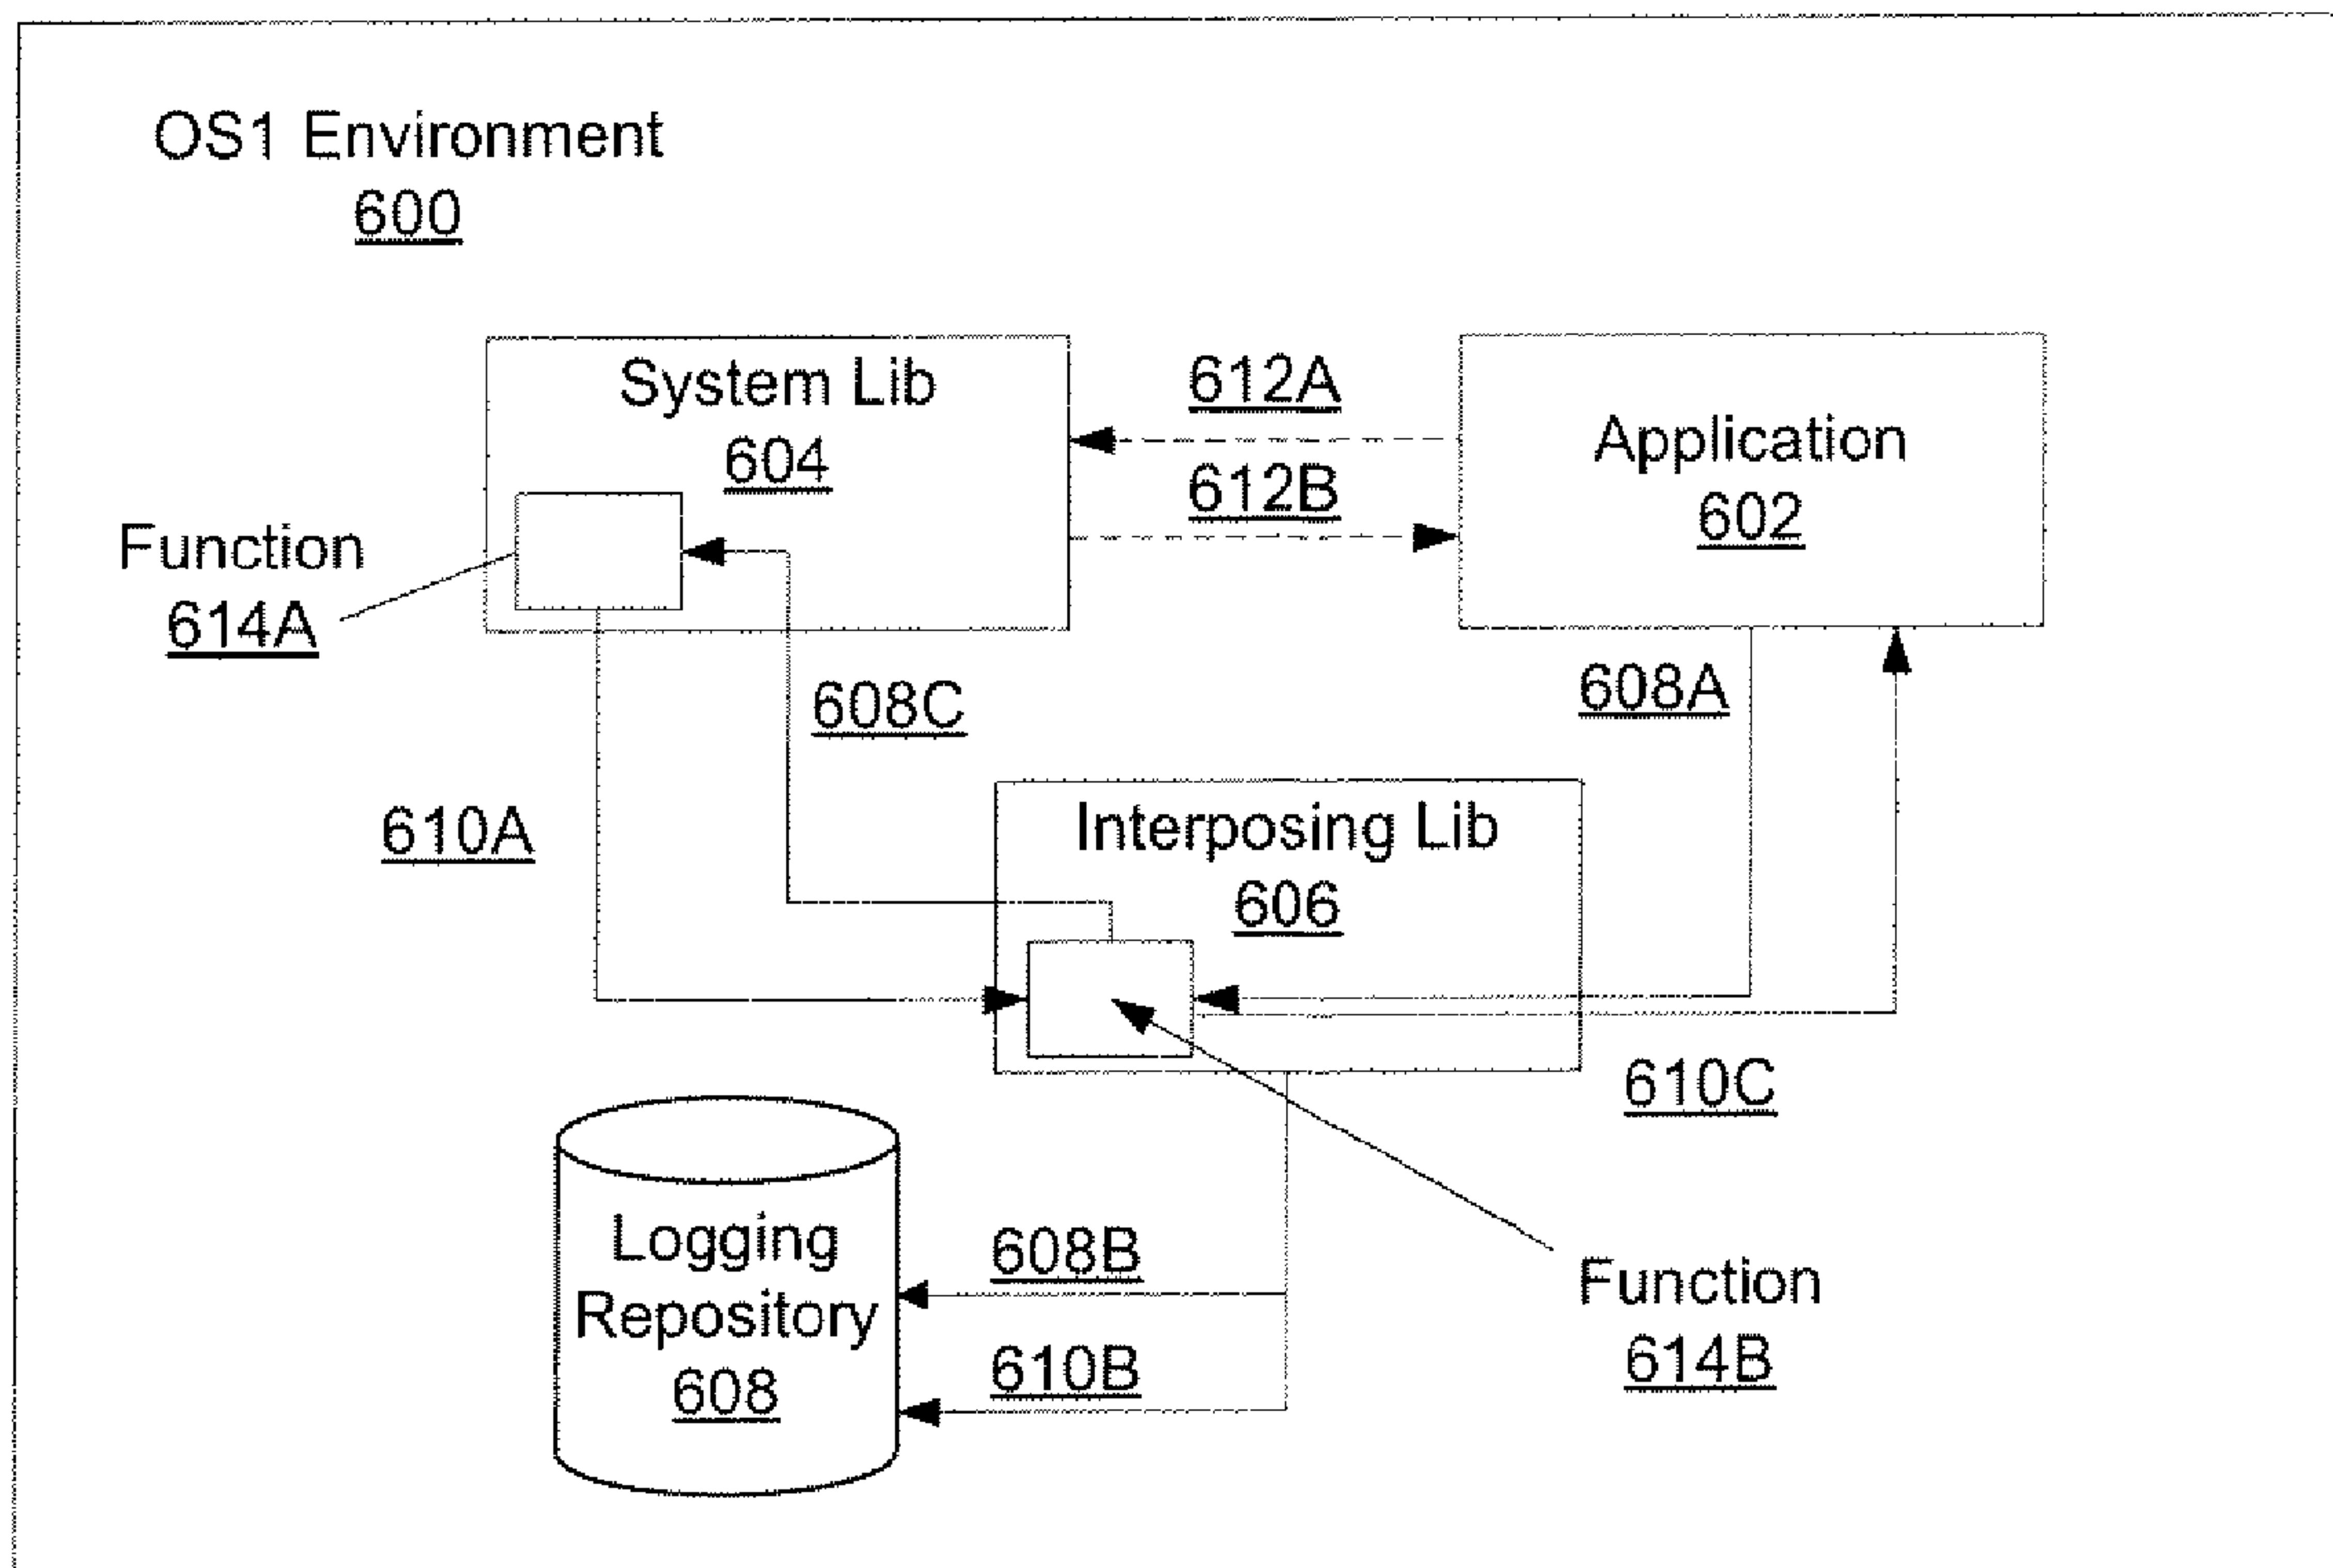 OS1 Environment
600
System Lib
604
612A
612B
Application
602
Function
614A
608C
608A
610A
Interposing Lib
606
610C
Logging
Repository
608
608B
610B
Function
614B